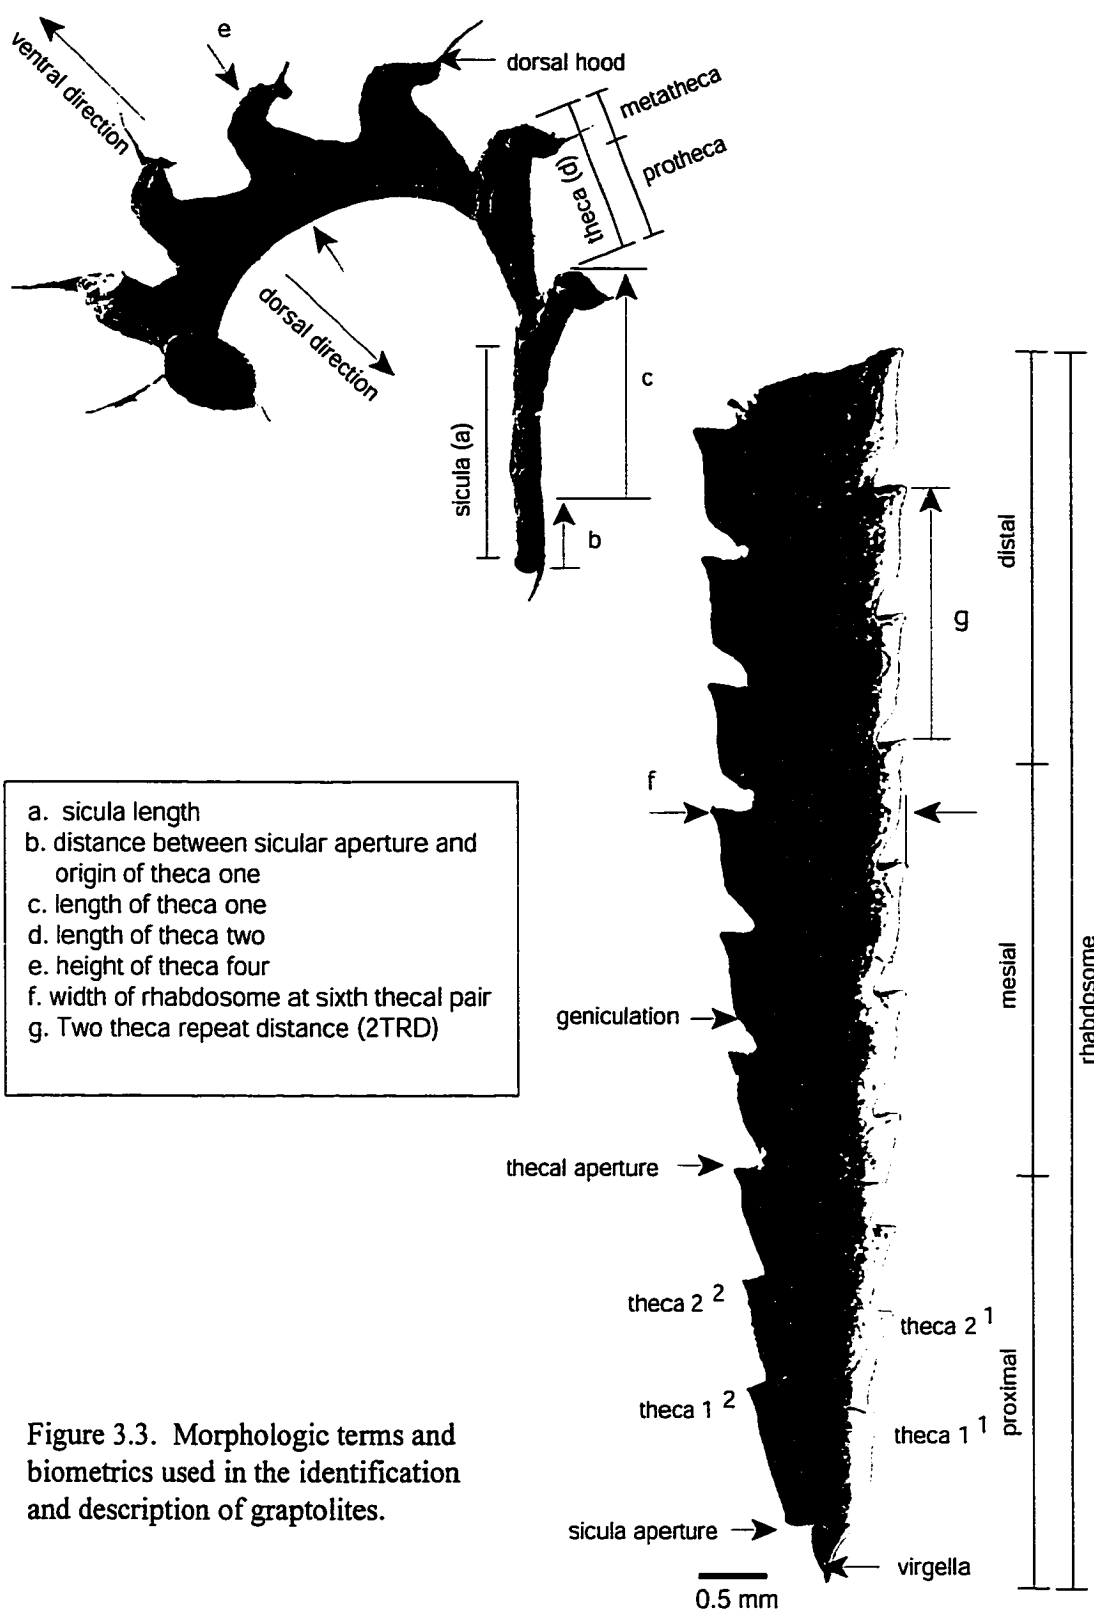 e
ventral direction
dorsal hood
metatheca
protheca
theca (d)
dorsal direction
c
sicula (a)
b
distal
g
f
a. sicula length
b. distance between sicular aperture and
origin of theca one
c. length of theca one
d. length of theca two
e. height of theca four
f. width of rhabdosome at sixth thecal pair
g. Two theca repeat distance (2TRD)
mesial
rhabdosome
geniculation
thecal aperture
theca 2 2
theca 2 1
proximal
theca 1 2
theca 1 1
Figure 3.3. Morphologic terms and
biometrics used in the identification
and description of graptolites.
sicula aperture
virgella
0.5 mm